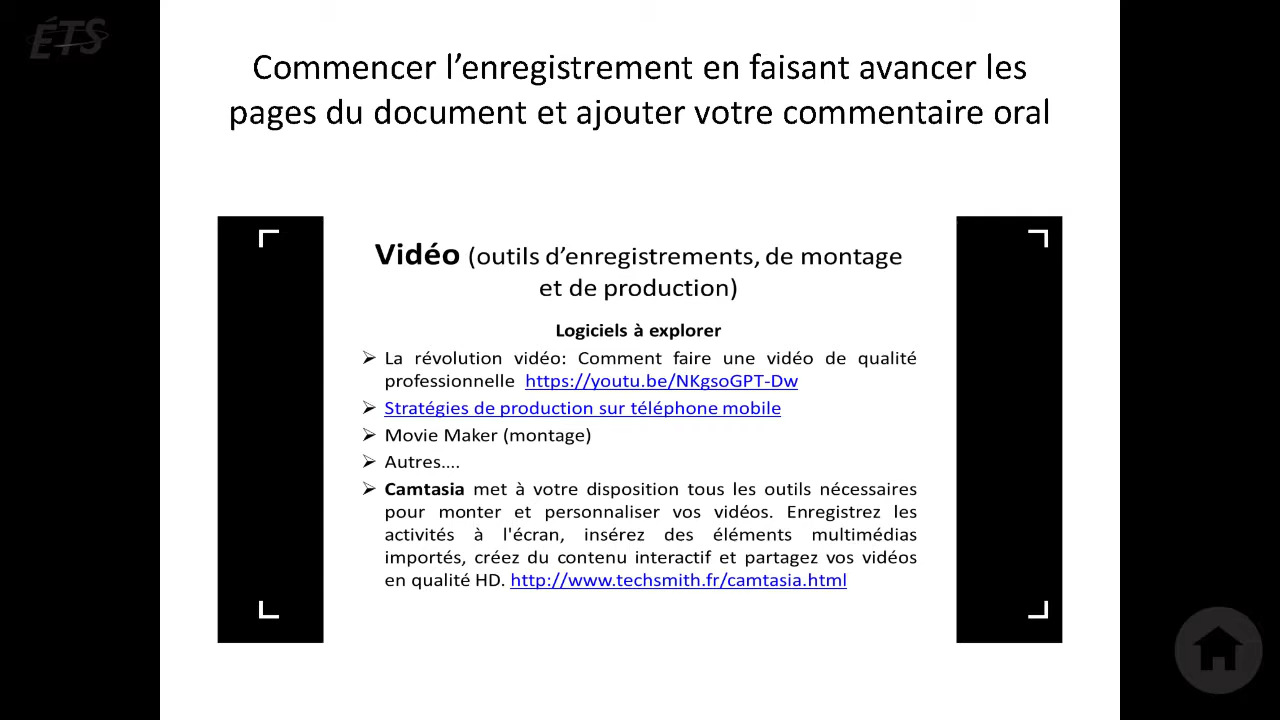 ÉTS
Commencer l’enregistrement en faisant avancer les
pages du document et ajouter votre commentaire oral
Vidéo (outils d’enregistrements, de montage
et de production)
Logiciels à explorer
➢ La révolution vidéo: Comment faire une vidéo de qualité
professionnelle https://youtu.be/NKgsoGPT-Dw
➢ Stratégies de production sur téléphone mobile
➢ Movie Maker (montage)
➢ Autres....
➢ Camtasia met à votre disposition tous les outils nécessaires
pour monter et personnaliser vos vidéos. Enregistrez les
activités à l'écran, insérez des éléments multimédias
importés, créez du contenu interactif et partagez vos vidéos
en qualité HD. http://www.techsmith.fr/camtasia.html